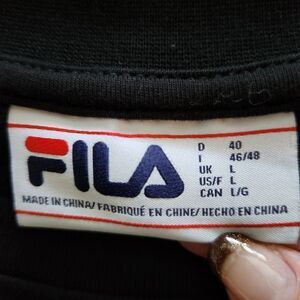 FILA
D 40
I 46/48
UK L
US/F L
CAN L/G
MADE IN CHINA/ FABRIQUÉ EN CHINE/ HECHO EN CHINA